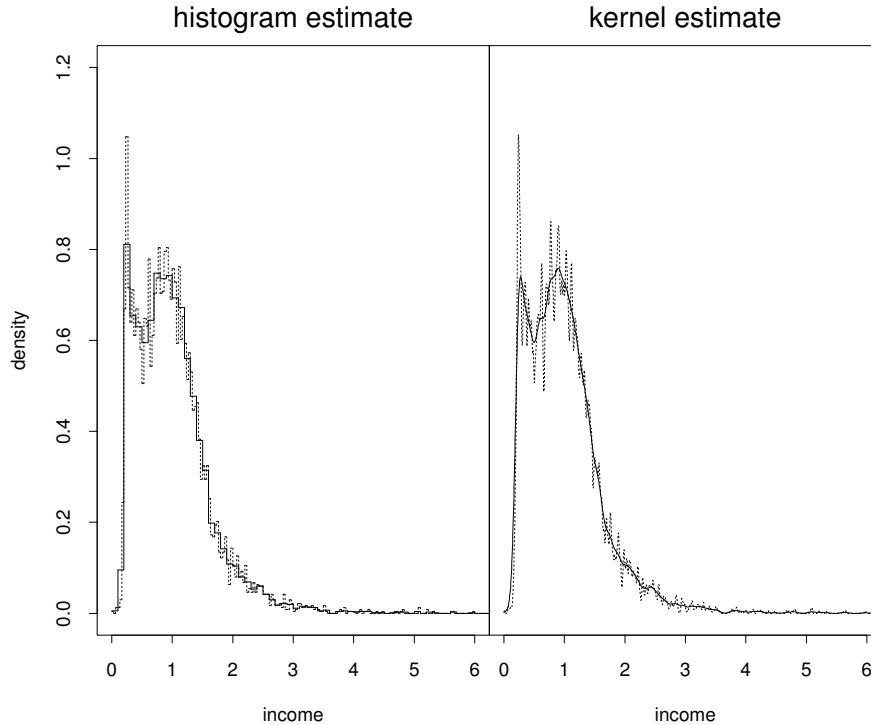 histogram estimate
kernel estimate
density
1.2
1.0
0.8
0.6
0.4
0.2
0.0
0 1 2 3 4 5 6
0 1 2 3 4 5 6
income
income